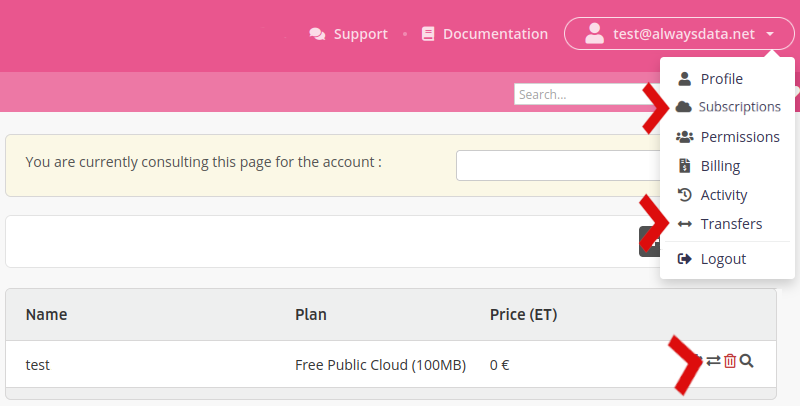 Support
Documentation
test@alwaysdata.net
Search...
Profile
Subscriptions
Permissions
Billing
Activity
Transfers
Logout
You are currently consulting this page for the account :
Name Plan Price (ET)
test Free Public Cloud (100MB) 0 €